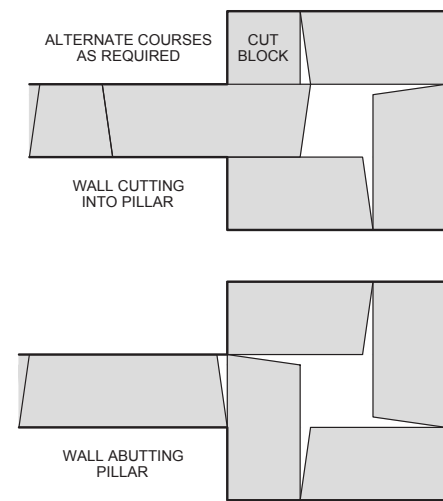 ALTERNATE COURSES
AS REQUIRED
CUT
BLOCK
WALL CUTTING
INTO PILLAR
WALL ABUTTING
PILLAR